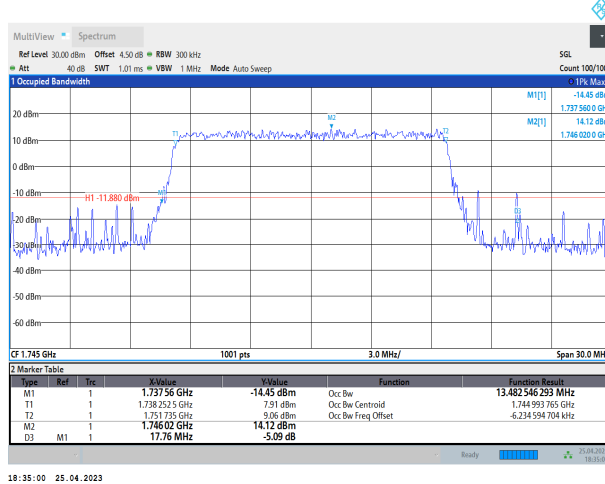 MultiView Spectrum
Ref Level 30.00 dBm Offset 4.50 dB RBW 300 kHz SGL
Att 40 dB SWT 1.01 ms VBW 1 MHz Mode Auto Sweep Count 100/100
1 Occupied Bandwidth 1Pk Max
M1[1] -14.45 dBm
1.737 560 0 GH
M2[1] 14.12 dBm
1.746 020 0 GH
20 dBm
10 dBm
0 dBm
-10 dBm
-20 dBm
-30 dBm
-40 dBm
-50 dBm
-60 dBm
T1
M2
T2
M1
H1 -11.880 dBm
D3
CF 1.745 GHz 1001 pts 3.0 MHz/ Span 30.0 MH
2 Marker Table
Type Ref Trc X-Value Y-Value Function Function Result
M1 1 1.737 56 GHz -14.45 dBm Occ Bw 13.482 546 293 MHz
T1 1 1.738 252 5 GHz 7.91 dBm Occ Bw Centroid 1.744 993 765 GHz
T2 1 1.751 735 GHz 9.06 dBm Occ Bw Freq Offset -6.234 594 704 kHz
M2 1 1.746 02 GHz 14.12 dBm
D3 M1 1 17.76 MHz -5.09 dB
Ready 25.04.202
18:35:0
18:35:00 25.04.2023